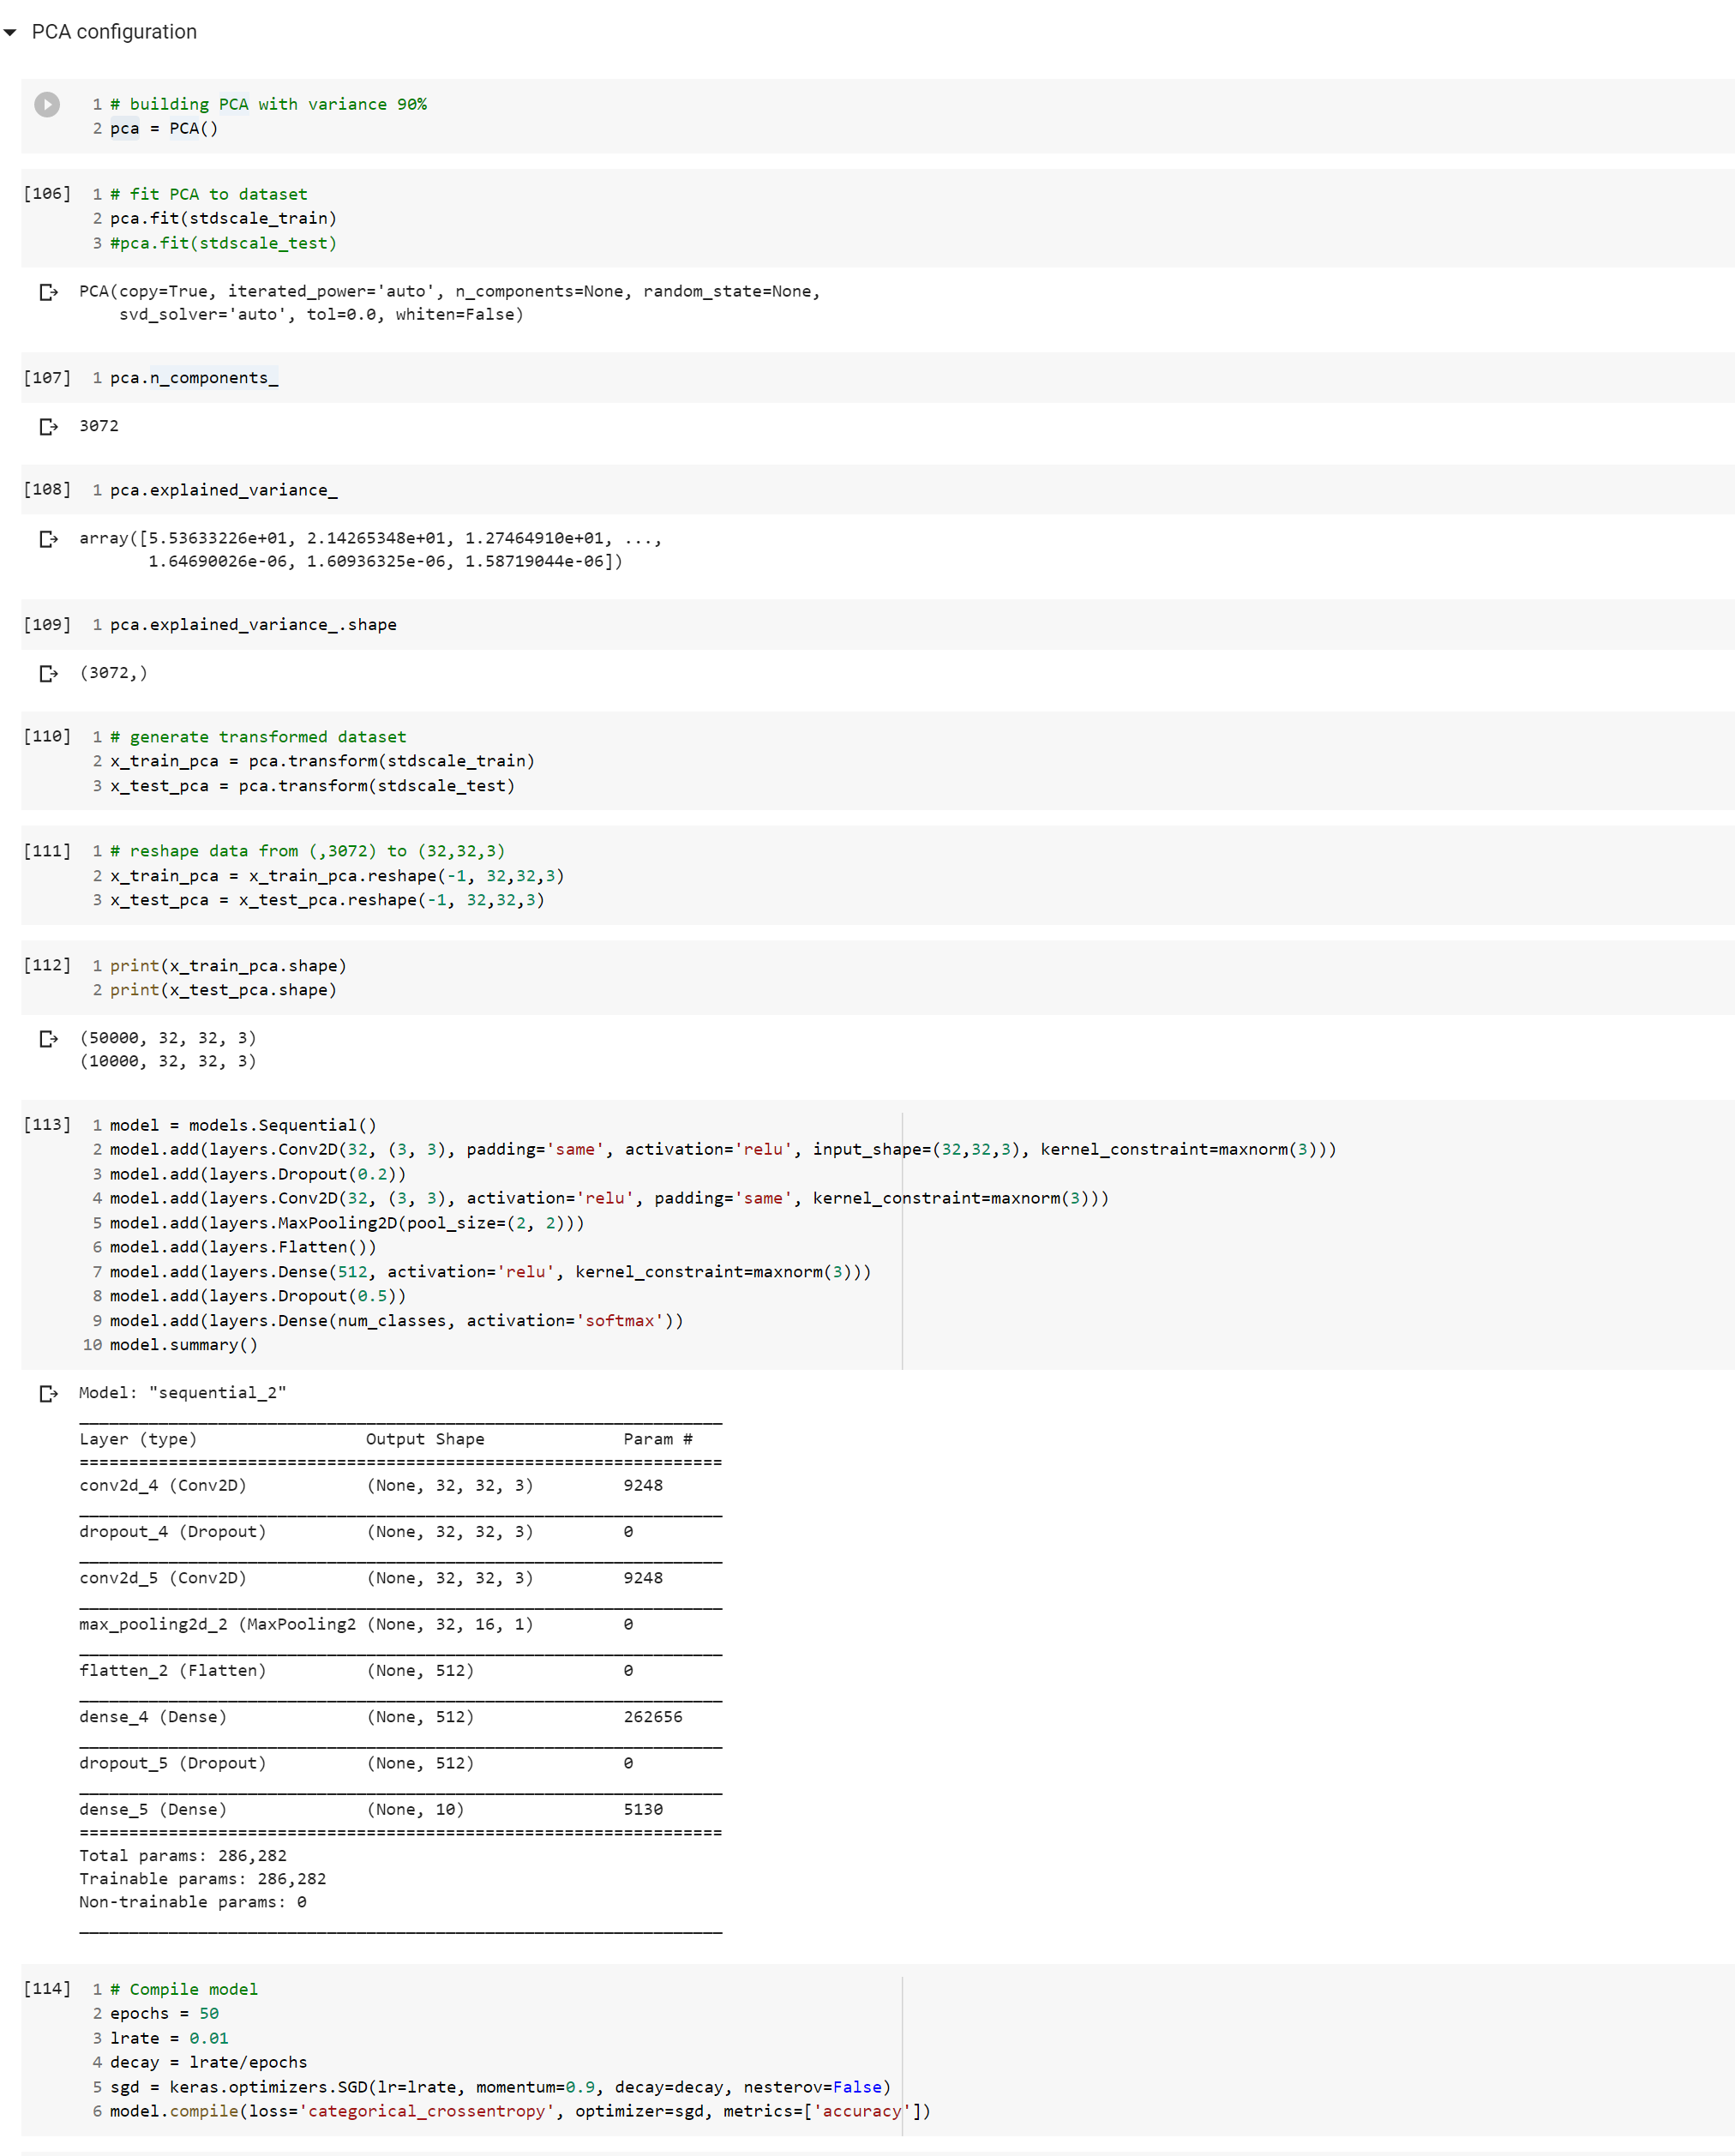 PCA configuration
1 # building PCA with variance 90%
2 pca = PCA()
[106] 1 # fit PCA to dataset
2 pca.fit(stdscale_train)
3 #pca.fit(stdscale_test)
PCA(copy=True, iterated_power='auto', n_components=None, random_state=None,
svd_solver='auto', tol=0.0, whiten=False)
[107] 1 pca.n_components_
3072
[108] 1 pca.explained_variance_
array([5.53633226e+01, 2.14265348e+01, 1.27464910e+01, ...,
1.64690026e-06, 1.60936325e-06, 1.58719044e-06])
[109] 1 pca.explained_variance_.shape
(3072,)
[110] 1 # generate transformed dataset
2 x_train_pca = pca.transform(stdscale_train)
3 x_test_pca = pca.transform(stdscale_test)
[111] 1 # reshape data from (,3072) to (32,32,3)
2 x_train_pca = x_train_pca.reshape(-1, 32,32,3)
3 x_test_pca = x_test_pca.reshape(-1, 32,32,3)
[112] 1 print(x_train_pca.shape)
2 print(x_test_pca.shape)
(50000, 32, 32, 3)
(10000, 32, 32, 3)
[113] 1 model = models.Sequential()
2 model.add(layers.Conv2D(32, (3, 3), padding='same', activation='relu', input_shape=(32,32,3), kernel_constraint=maxnorm(3)))
3 model.add(layers.Dropout(0.2))
4 model.add(layers.Conv2D(32, (3, 3), activation='relu', padding='same', kernel_constraint=maxnorm(3)))
5 model.add(layers.MaxPooling2D(pool_size=(2, 2)))
6 model.add(layers.Flatten())
7 model.add(layers.Dense(512, activation='relu', kernel_constraint=maxnorm(3)))
8 model.add(layers.Dropout(0.5))
9 model.add(layers.Dense(num_classes, activation='softmax'))
10 model.summary()
Model: "sequential_2"
Layer (type) Output Shape Param #
=================================================================
conv2d_4 (Conv2D) (None, 32, 32, 3) 9248
dropout_4 (Dropout) (None, 32, 32, 3) 0
conv2d_5 (Conv2D) (None, 32, 32, 3) 9248
max_pooling2d_2 (MaxPooling2 (None, 32, 16, 1) 0
flatten_2 (Flatten) (None, 512) 0
dense_4 (Dense) (None, 512) 262656
dropout_5 (Dropout) (None, 512) 0
dense_5 (Dense) (None, 10) 5130
=================================================================
Total params: 286,282
Trainable params: 286,282
Non-trainable params: 0
[114] 1 # Compile model
2 epochs = 50
3 lrate = 0.01
4 decay = lrate/epochs
5 sgd = keras.optimizers.SGD(lr=lrate, momentum=0.9, decay=decay, nesterov=False)
6 model.compile(loss='categorical_crossentropy', optimizer=sgd, metrics=['accuracy'])